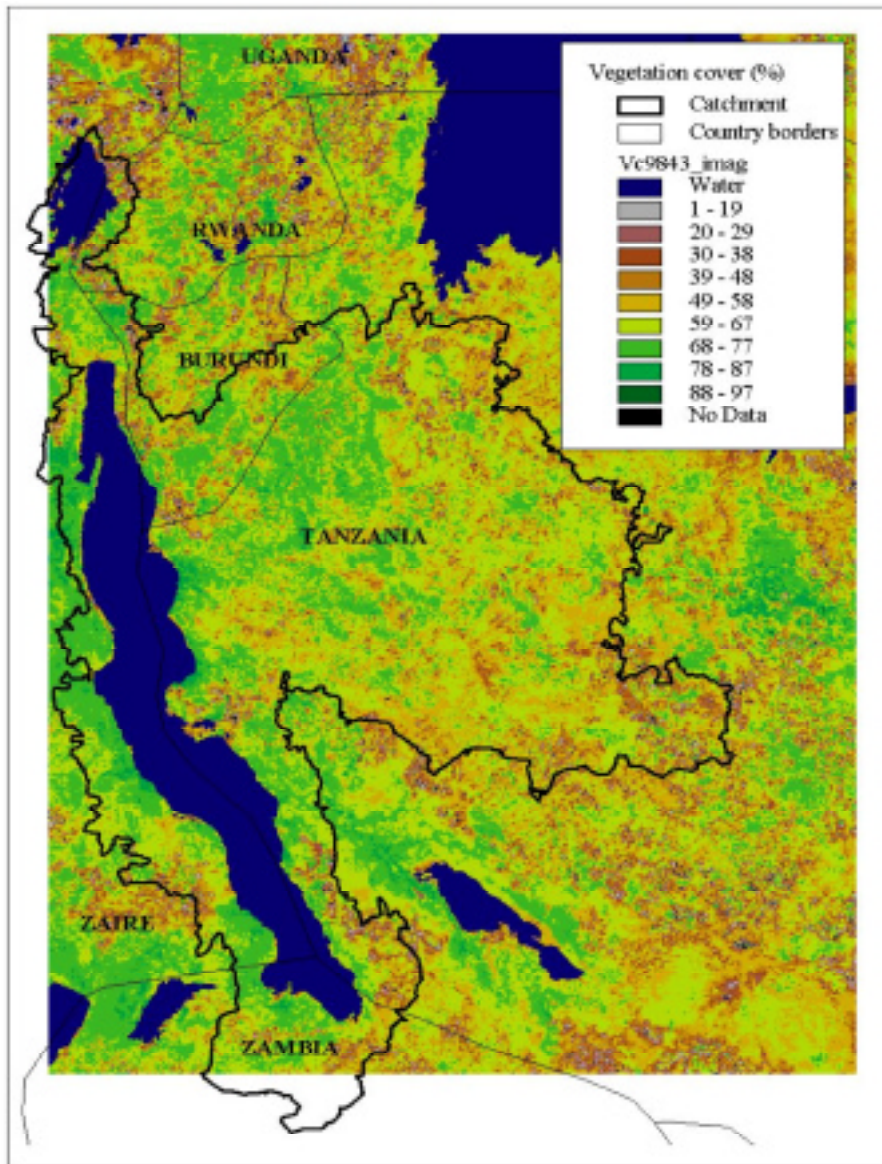 UGANDA
Vegetation cover (%)
Catchment
Country borders
Vc9843_imag
Water
1 - 19
20 - 29
30 - 38
39 - 48
49 - 58
59 - 67
68 - 77
78 - 87
88 - 97
No Data
RWANDA
BURUNDI
TANZANIA
ZAIRE
ZAMBIA